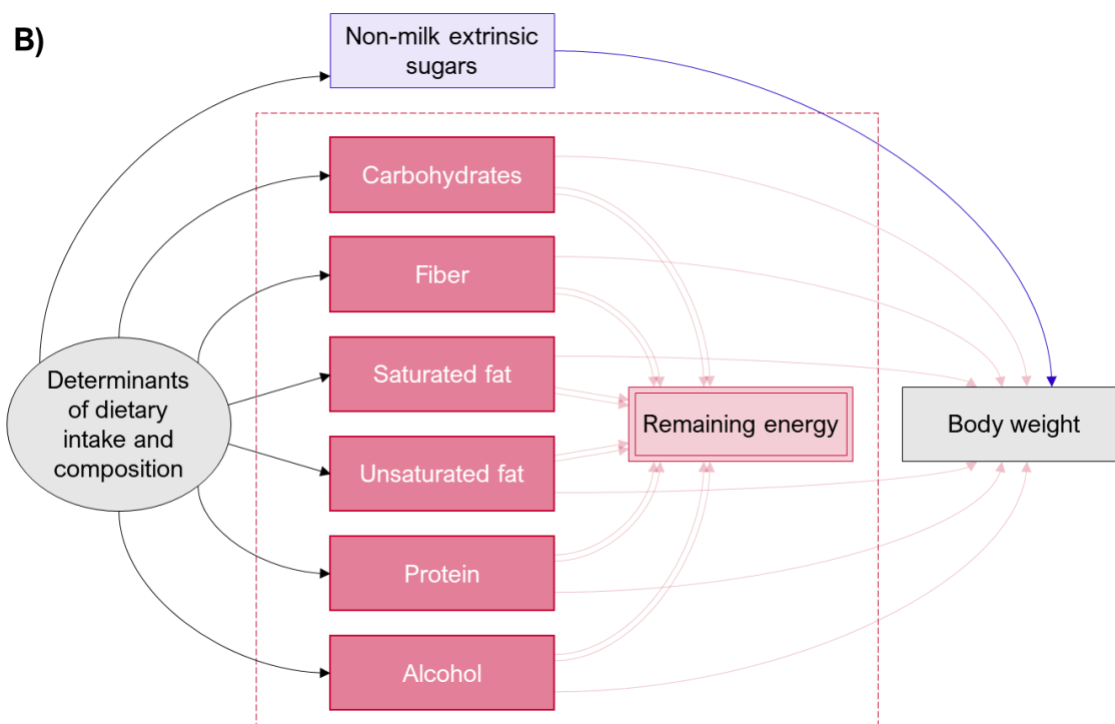 B)
Non-milk extrinsic
sugars
Carbohydrates
Fiber
Saturated fat
Unsaturated fat
Protein
Alcohol
Determinants
of dietary
intake and
composition
Remaining energy
Body weight